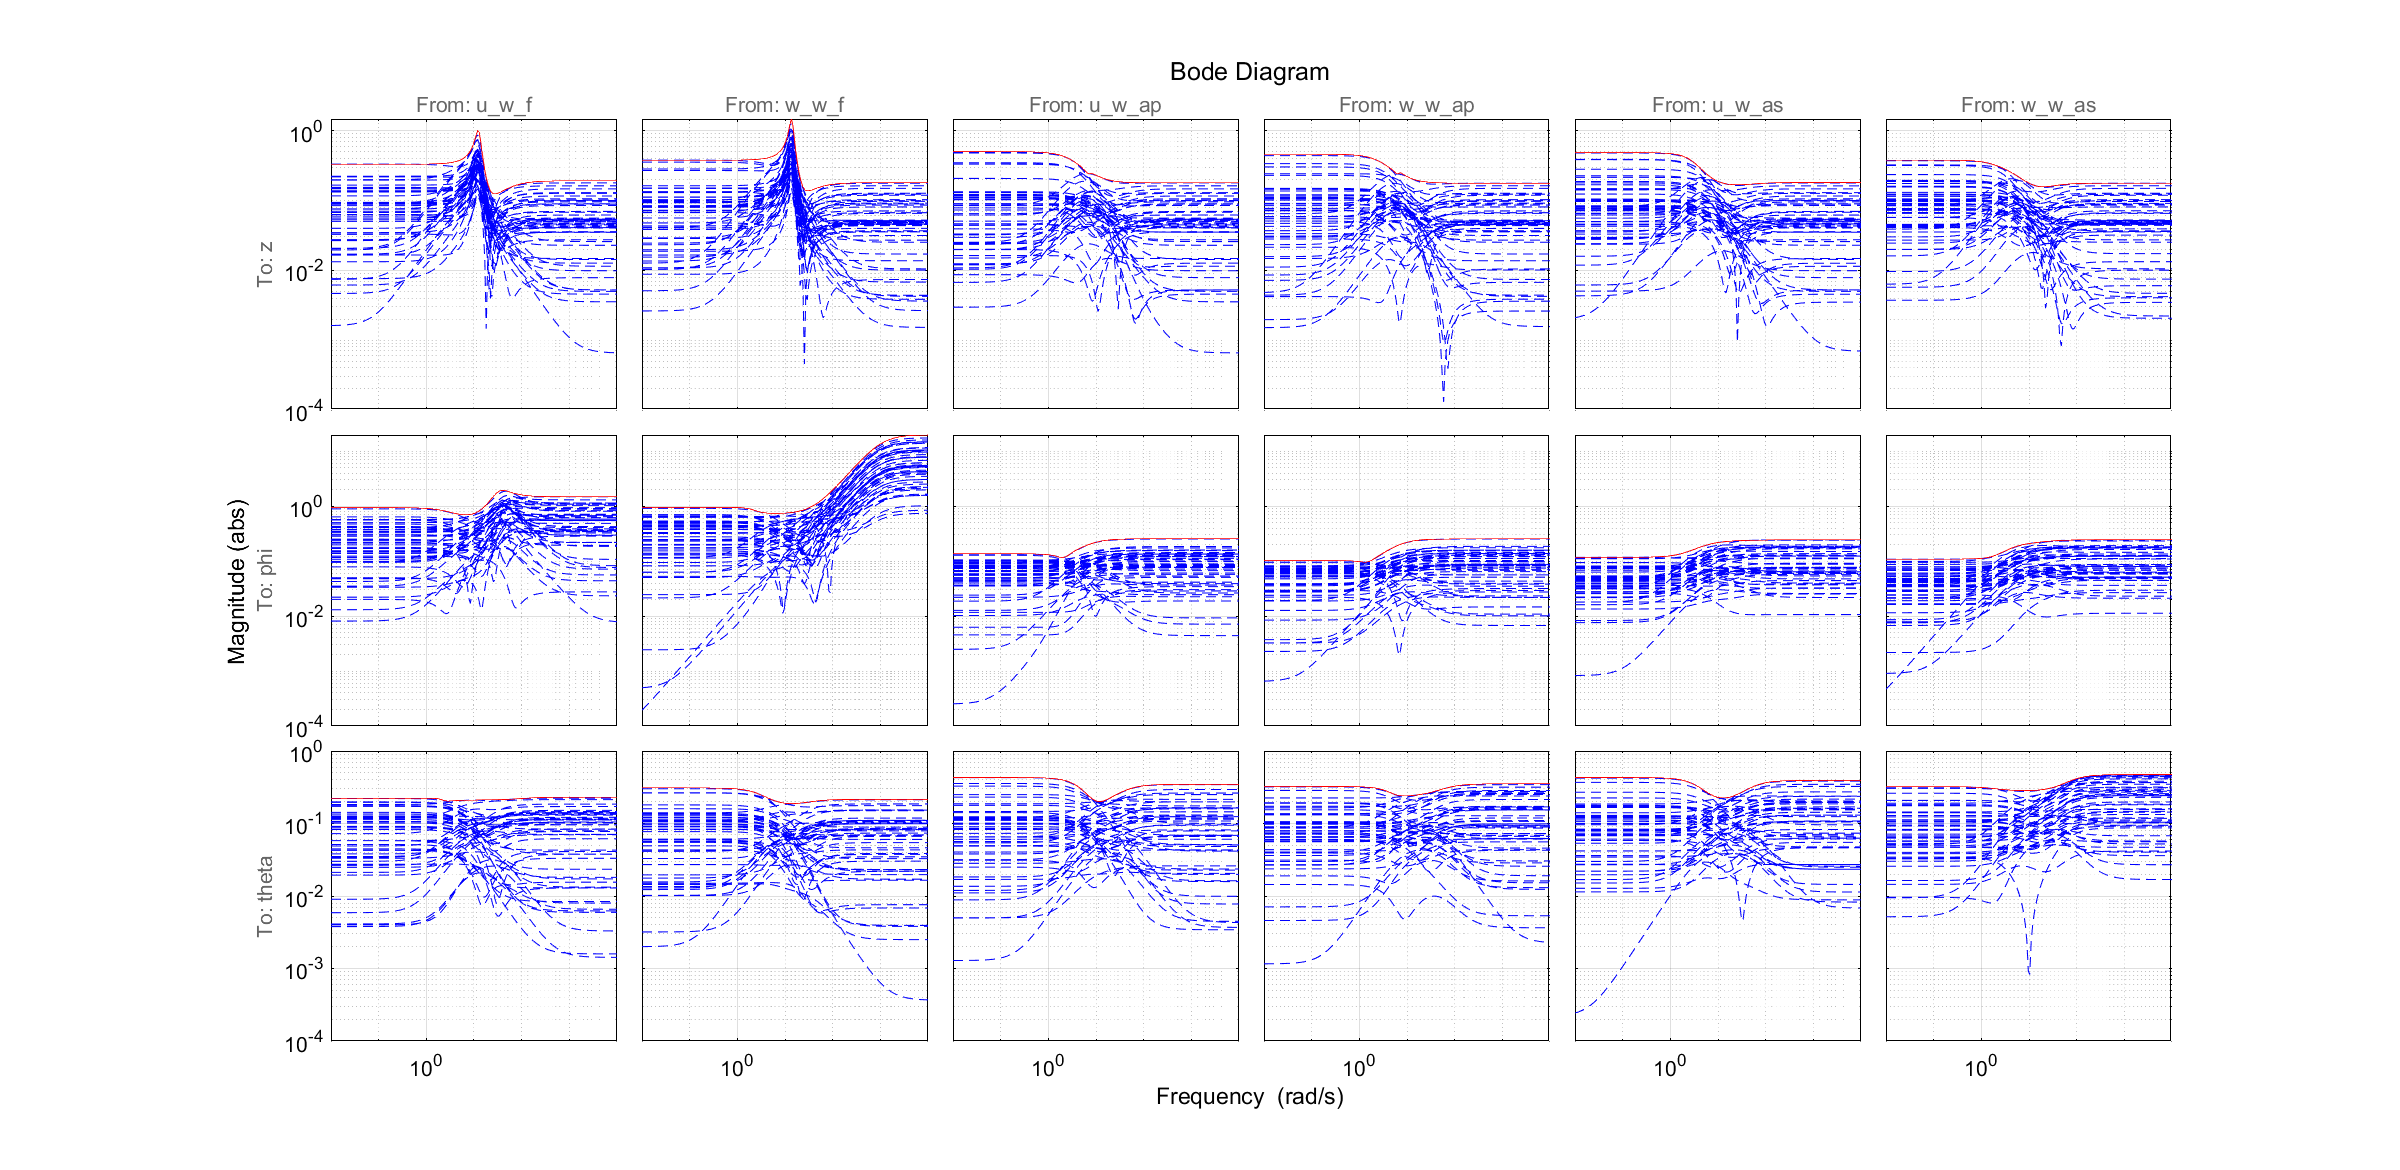 Bode Diagram
From: u_w_f
From: w_w_f
From: u_w_ap
From: w_w_ap
From: u_w_as
From: w_w_as
Magnitude (abs)
To: z
10^0
10^-2
10^-4
To: phi
10^0
10^-2
10^-4
To: theta
10^0
10^-1
10^-2
10^-3
10^-4
10^0
10^0
10^0
10^0
10^0
10^0
Frequency (rad/s)